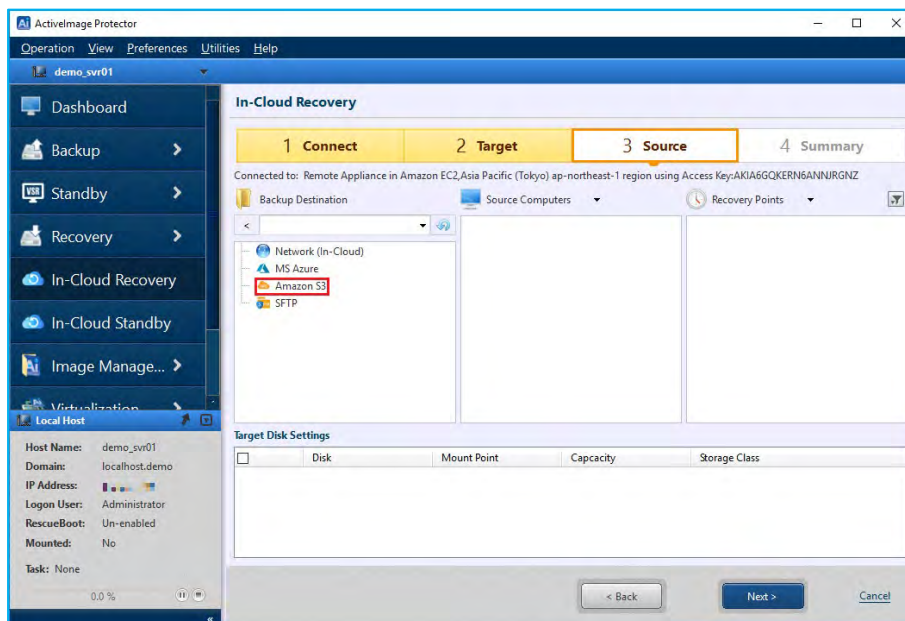 ActiveImage Protector
Operation View Preferences Utilities Help
demo_svr01
Dashboard
Backup
Standby
Recovery
In-Cloud Recovery
In-Cloud Standby
Image Manage...
Virtualization
Local Host
Host Name: demo_svr01
Domain: localhost.demo
IP Address:
Logon User: Administrator
RescueBoot: Un-enabled
Mounted: No
Task: None
0.0 %
In-Cloud Recovery
1 Connect
2 Target
3 Source
4 Summary
Connected to: Remote Appliance in Amazon EC2,Asia Pacific (Tokyo) ap-northeast-1 region using Access Key:AKIA6GQKERN6ANNJRGNZ
Backup Destination
Source Computers
Recovery Points
Network (In-Cloud)
MS Azure
Amazon S3
SFTP
Target Disk Settings
Disk Mount Point Capcacity Storage Class
< Back
Next >
Cancel